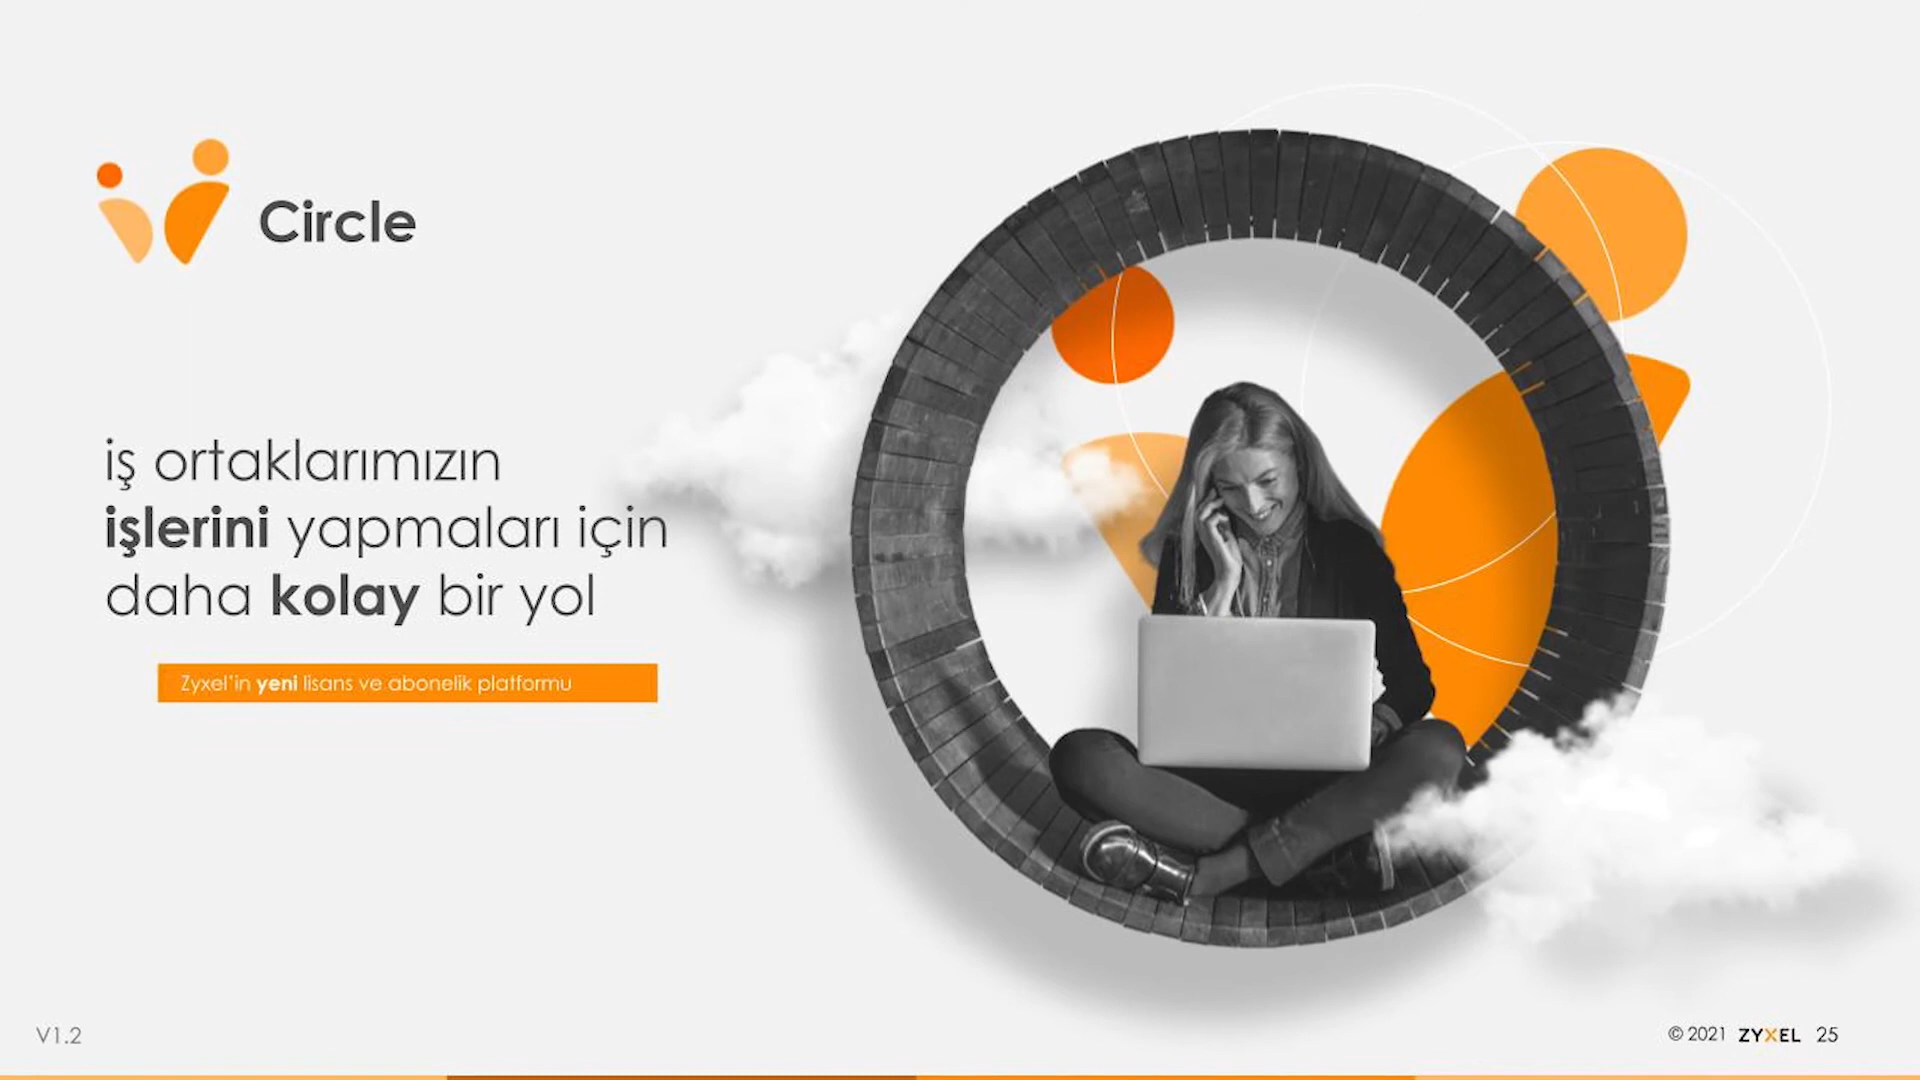 Circle
iş ortaklarımızın
işlerini yapmaları için
daha kolay bir yol
Zyxel'in yeni lisans ve abonelik platformu
V1.2
© 2021 ZYXEL 25